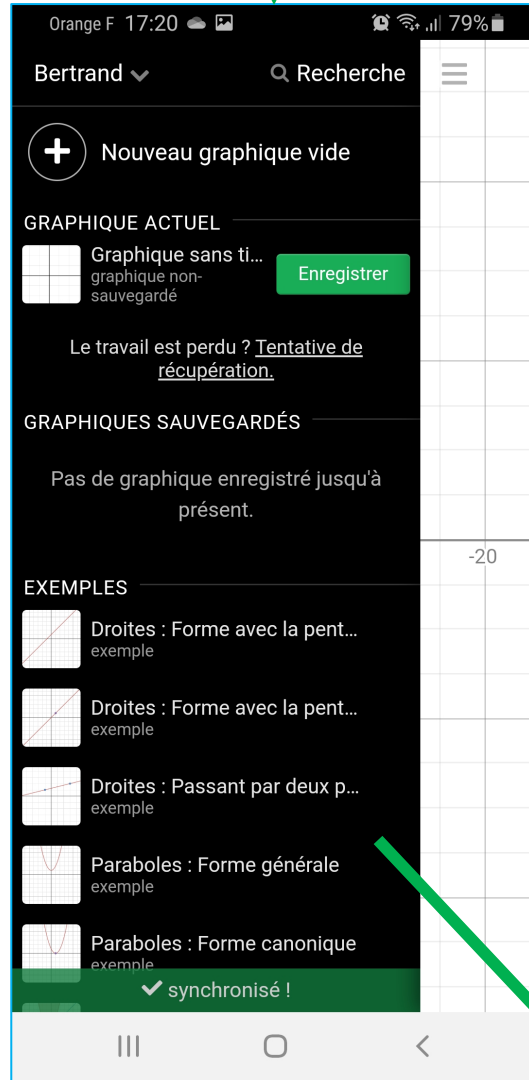 Orange F 17:20 79%
Bertrand Recherche
Nouveau graphique vide
GRAPHIQUE ACTUEL
Graphique sans ti...
graphique non-
sauvegardé
Enregistrer
Le travail est perdu ? Tentative de
récupération.
GRAPHIQUES SAUVEGARDÉS
Pas de graphique enregistré jusqu'à
présent.
-20
EXEMPLES
Droites : Forme avec la pent...
exemple
Droites : Forme avec la pent...
exemple
Droites : Passant par deux p...
exemple
Paraboles : Forme générale
exemple
Paraboles : Forme canonique
exemple
synchronisé !